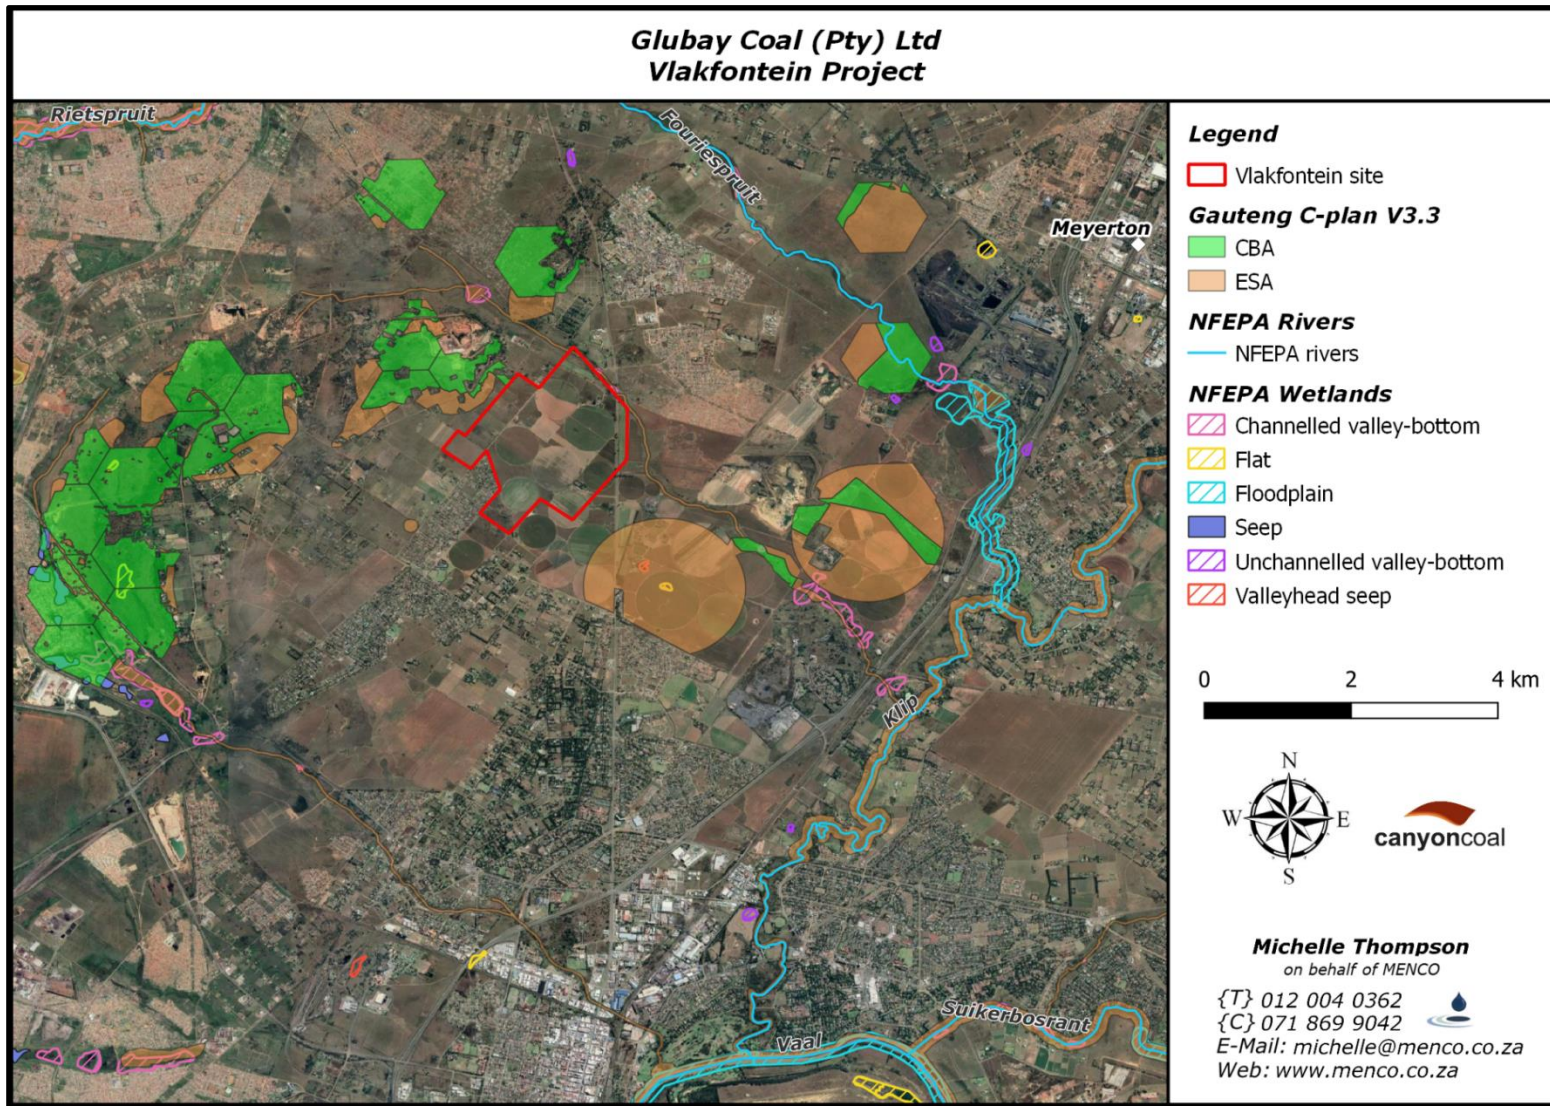 Glubay Coal (Pty) Ltd
Vlakfontein Project
Rietspruit
Fouriespruit
Meyerton
Klip
Suikerbosrant
Vaal
Legend
Vlakfontein site
Gauteng C-plan V3.3
CBA
ESA
NFEPA Rivers
NFEPA rivers
NFEPA Wetlands
Channelled valley-bottom
Flat
Floodplain
Seep
Unchannelled valley-bottom
Valleyhead seep
0 2 4 km
N
W E
S
canyoncoal
Michelle Thompson
on behalf of MENCO
{T} 012 004 0362
{C} 071 869 9042
E-Mail: michelle@menco.co.za
Web: www.menco.co.za